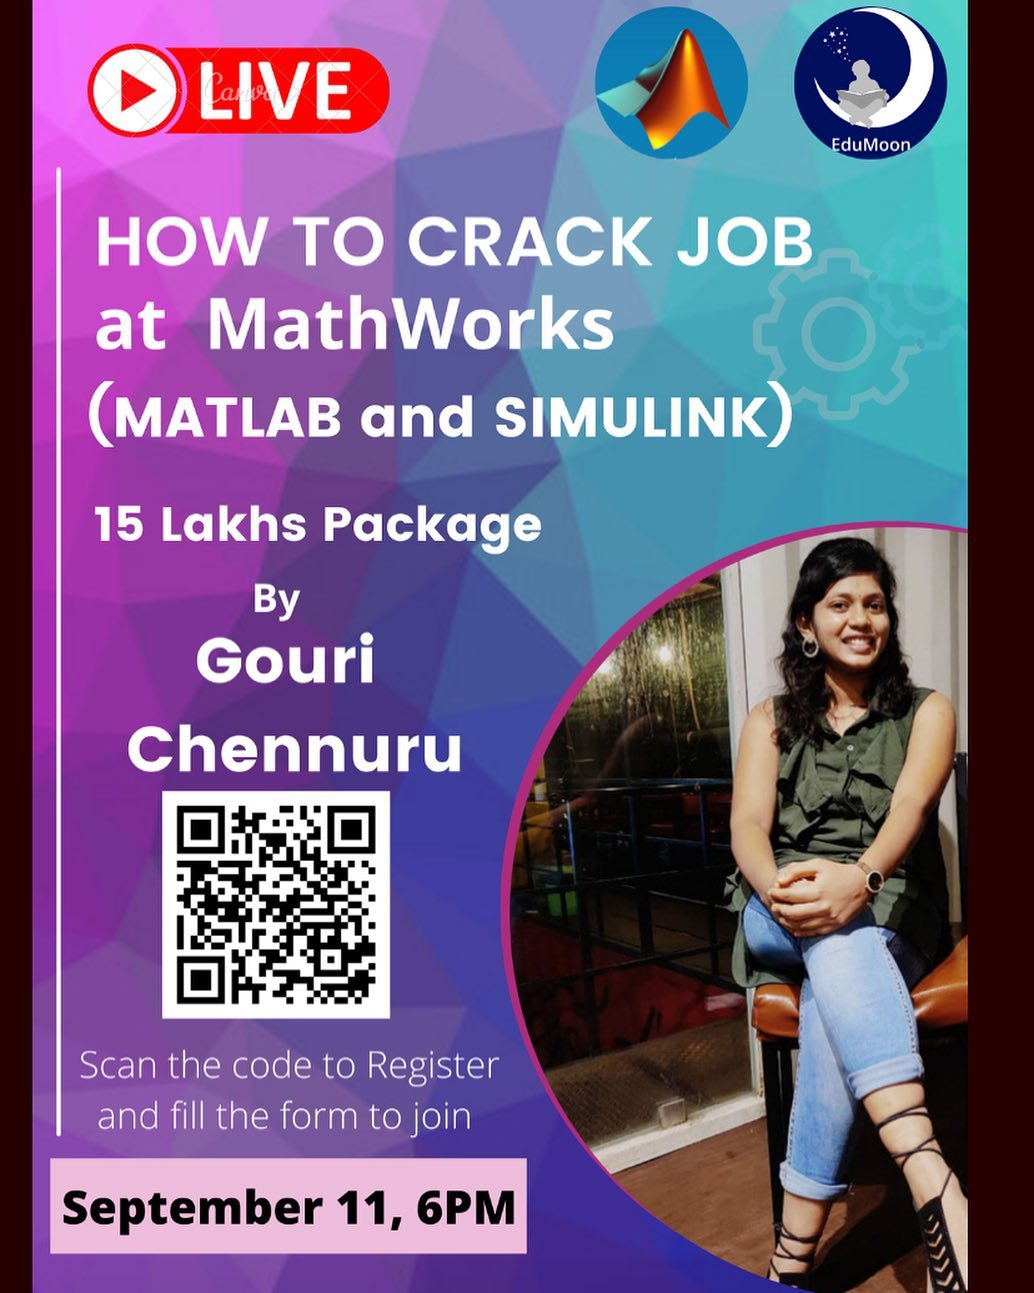 LIVE
Canva
EduMoon
HOW TO CRACK JOB
at MathWorks
(MATLAB and SIMULINK)
15 Lakhs Package
By
Gouri
Chennuru
Scan the code to Register
and fill the form to join
September 11, 6PM